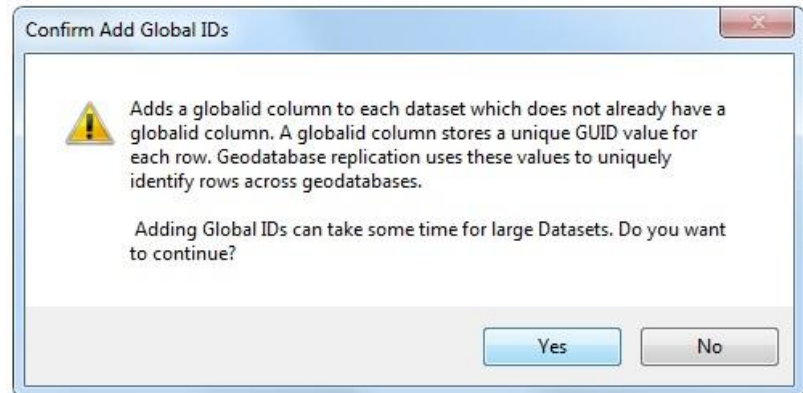 Confirm Add Global IDs
Adds a globalid column to each dataset which does not already have a
globalid column. A globalid column stores a unique GUID value for
each row. Geodatabase replication uses these values to uniquely
identify rows across geodatabases.
Adding Global IDs can take some time for large Datasets. Do you want
to continue?
Yes
No